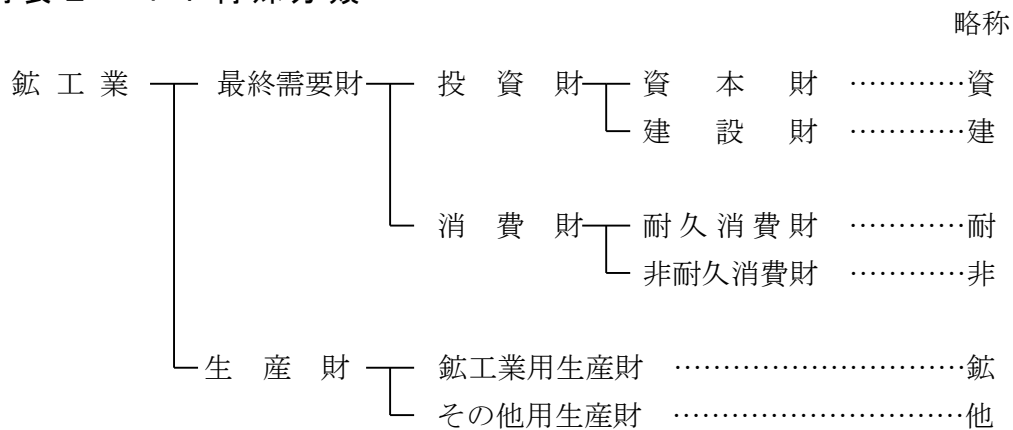 略称
鉱工業 最終需要財 投資財 資本財 …………資
建設財 …………建
消費財 耐久消費財 …………耐
非耐久消費財 …………非
生産財 鉱工業用生産財 ………………………鉱
その他用生産財 ………………………他